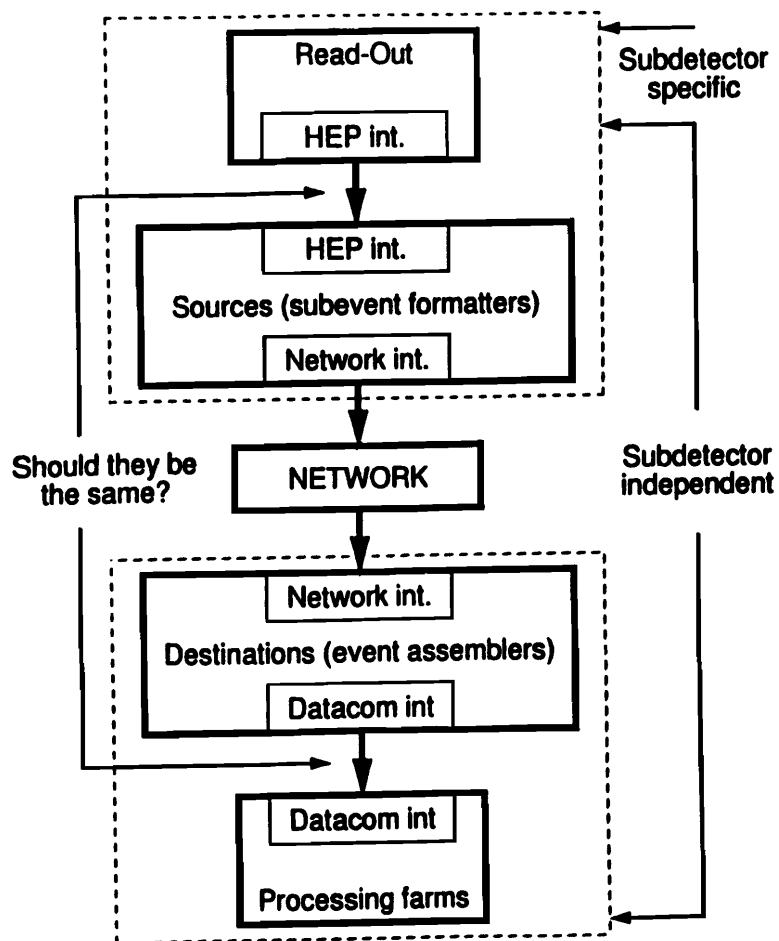 Read-Out
Subdetector
specific
HEP int.
HEP int.
Sources (subevent formatters)
Network int.
Should they be
the same?
NETWORK
Subdetector
independent
Network int.
Destinations (event assemblers)
Datacom int
Datacom int
Processing farms